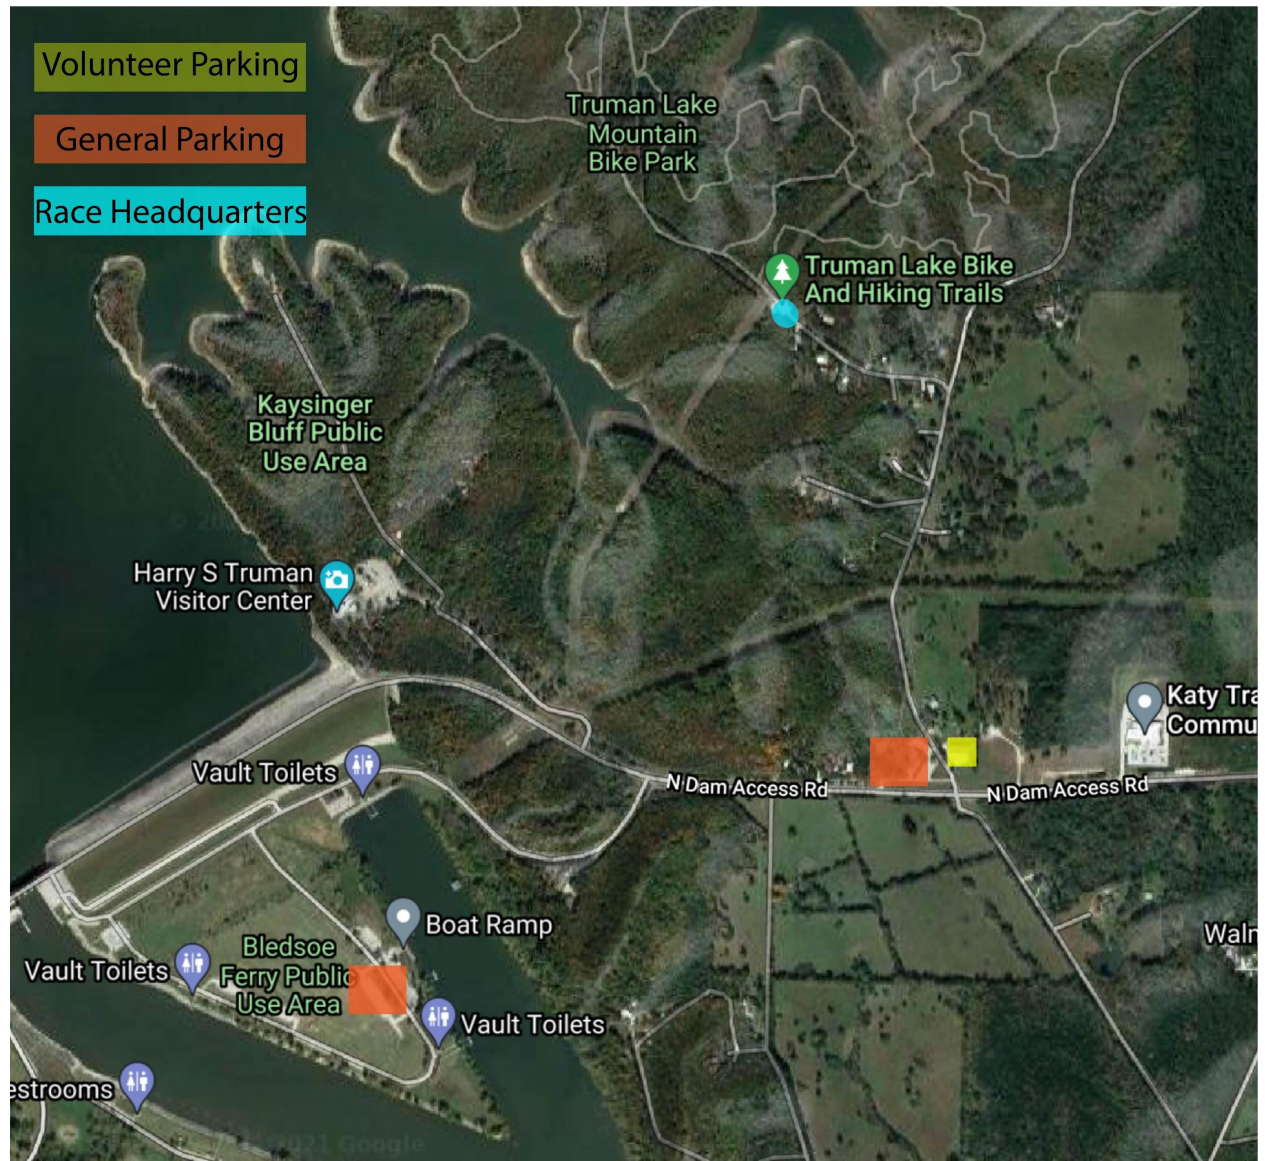 Volunteer Parking
General Parking
Race Headquarters
Truman Lake
Mountain
Bike Park
Truman Lake Bike
And Hiking Trails
Kaysinger
Bluff Public
Use Area
Harry S Truman
Visitor Center
Katy Tra
Commu
Vault Toilets
N Dam Access Rd
N Dam Access Rd
Boat Ramp
Waln
Bledsoe
Ferry Public
Use Area
Vault Toilets
Vault Toilets
estrooms
2021 Google